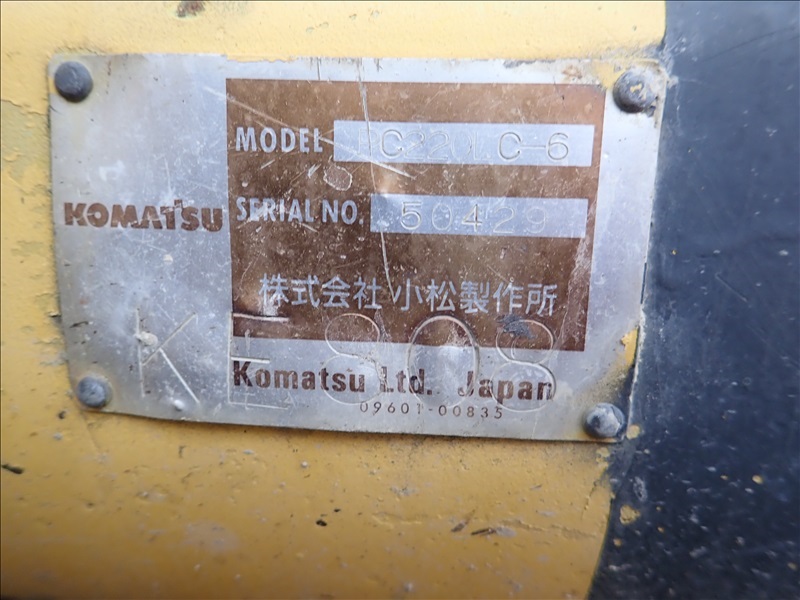 MODEL PC220LC-6
KOMATSU
SERIAL NO. 50429
株式会社 小松製作所
KE808
Komatsu Ltd. Japan
09601-00835